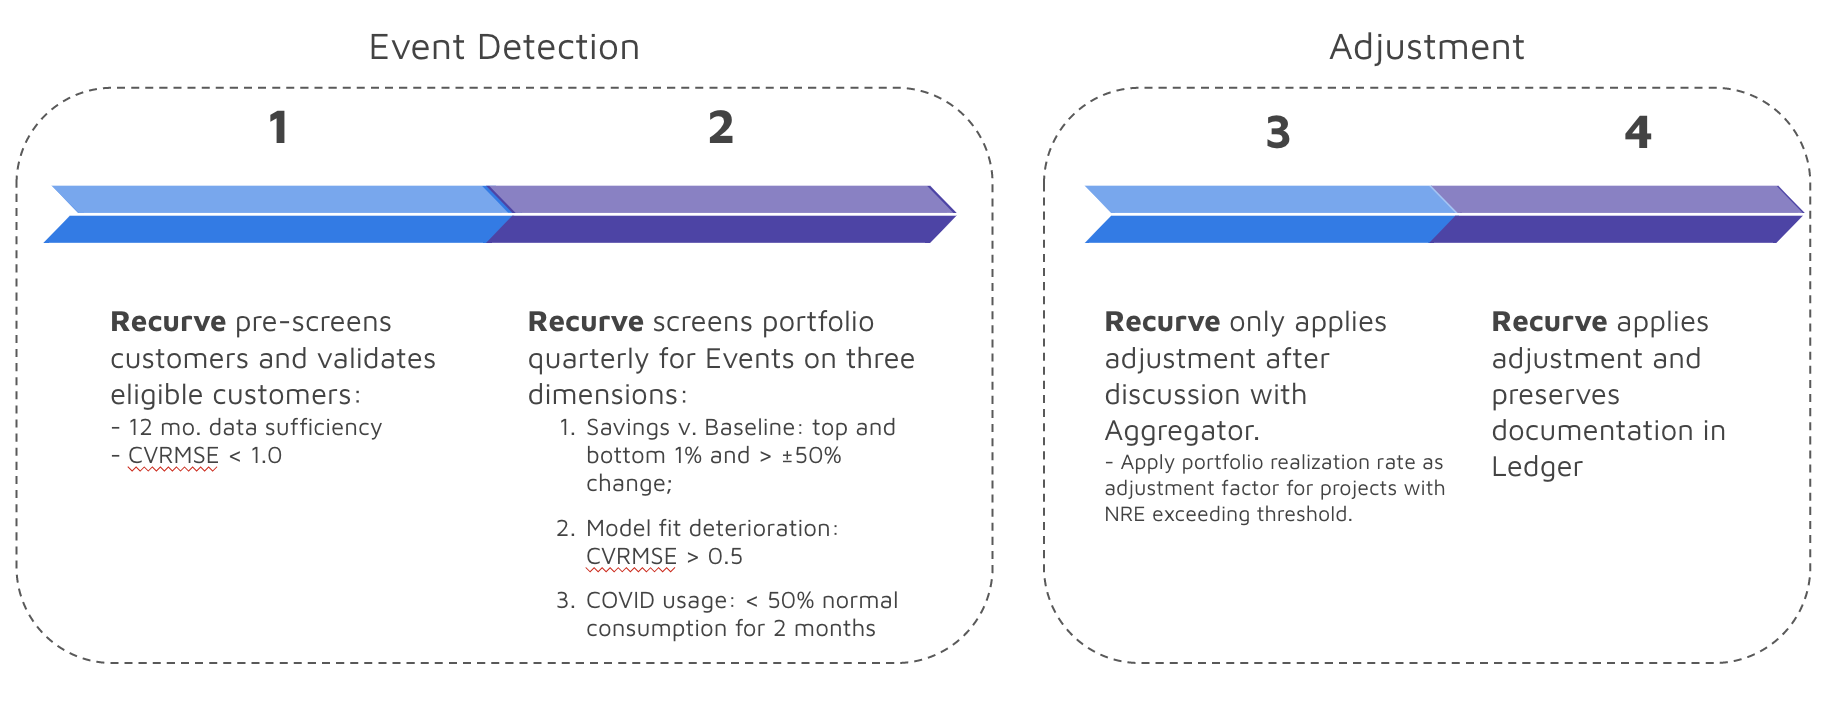 Event Detection
1
2
Recurve pre-screens
customers and validates
eligible customers:
- 12 mo. data sufficiency
- CVRMSE < 1.0
Recurve screens portfolio
quarterly for Events on three
dimensions:
1. Savings v. Baseline: top and
bottom 1% and > ±50%
change;
2. Model fit deterioration:
CVRMSE > 0.5
3. COVID usage: < 50% normal
consumption for 2 months
Adjustment
3
4
Recurve only applies
adjustment after
discussion with
Aggregator.
- Apply portfolio realization rate as
adjustment factor for projects with
NRE exceeding threshold.
Recurve applies
adjustment and
preserves
documentation in
Ledger